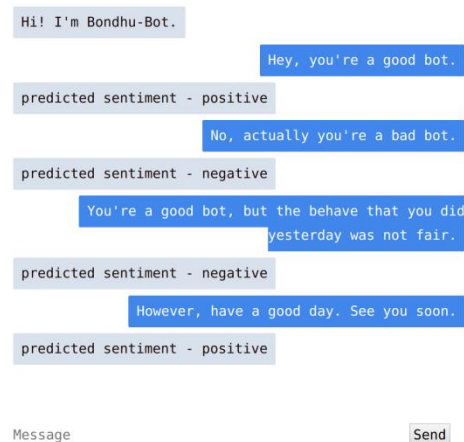 Hi! I'm Bondhu-Bot.
Hey, you're a good bot.
predicted sentiment - positive
No, actually you're a bad bot.
predicted sentiment - negative
You're a good bot, but the behave that you did
yesterday was not fair.
predicted sentiment - negative
However, have a good day. See you soon.
predicted sentiment - positive
Message
Send